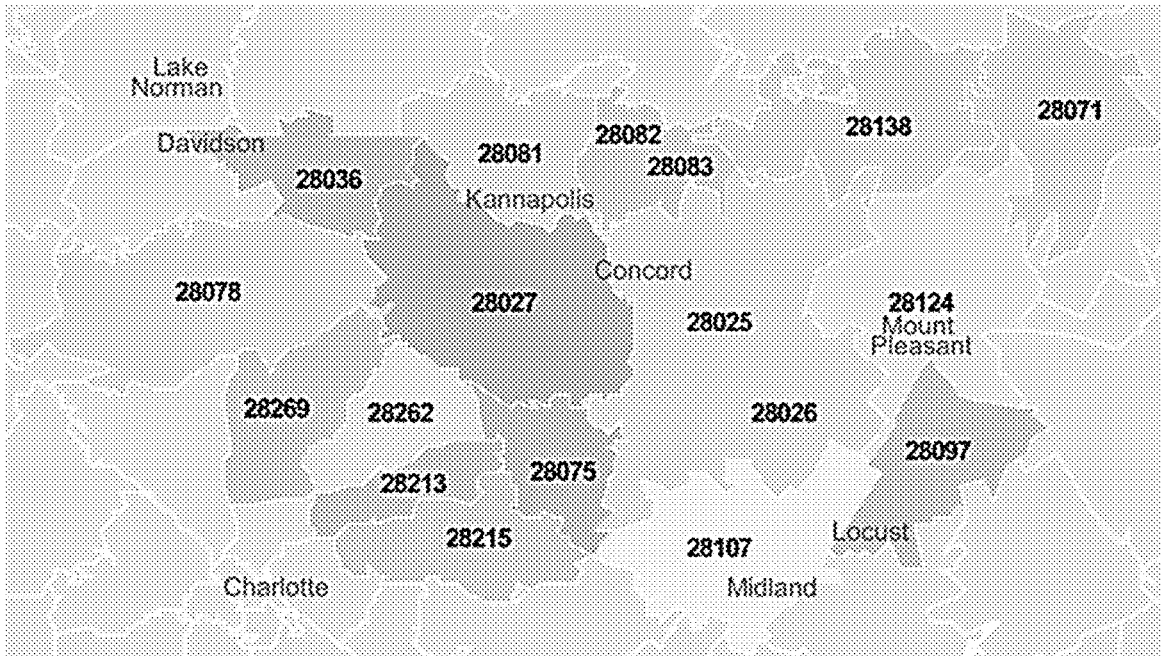 Lake
Norman
28071
28138
28082
Davidson
28081
28083
28036
Kannapolis
Concord
28078
28027
28124
28025
Mount
Pleasant
28269
28262
28026
28097
28075
28213
Locust
28215
28107
Charlotte
Midland